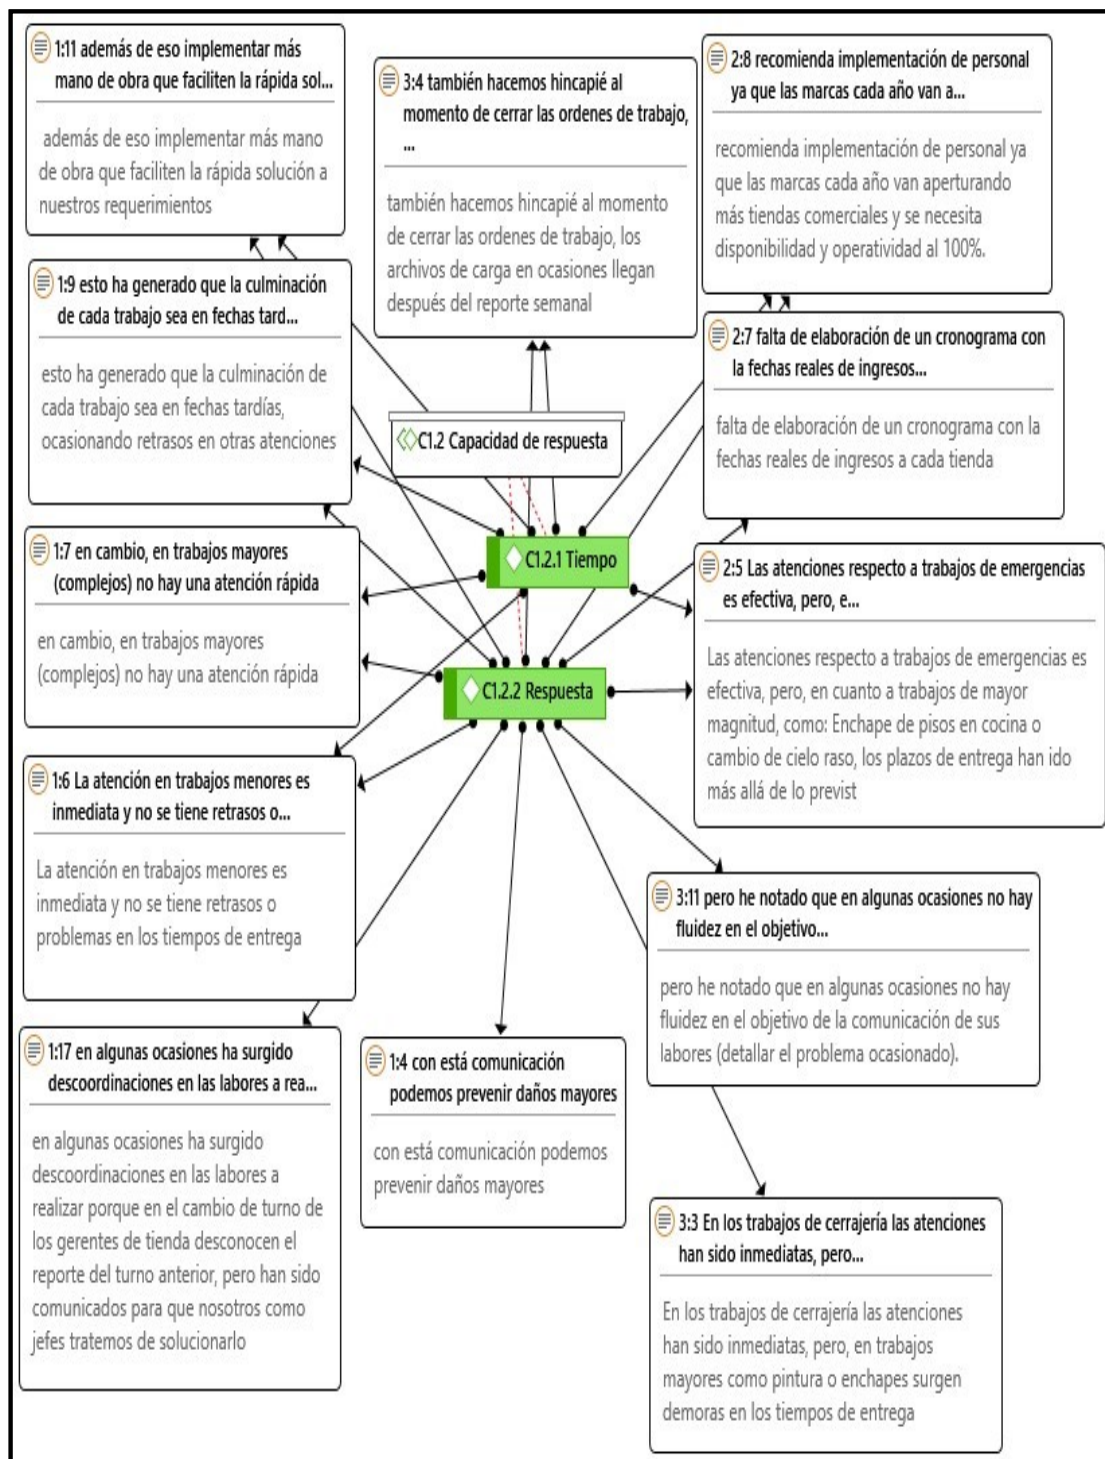 1:11 además de eso implementar más
mano de obra que faciliten la rápida sol...
además de eso implementar más mano
de obra que faciliten la rápida solución a
nuestros requerimientos
3:4 también hacemos hincapié al
momento de cerrar las ordenes de trabajo,
...
también hacemos hincapié al momento
de cerrar las ordenes de trabajo, los
archivos de carga en ocasiones llegan
después del reporte semanal
2:8 recomienda implementación de personal
ya que las marcas cada año van a...
recomienda implementación de personal ya
que las marcas cada año van aperturando
más tiendas comerciales y se necesita
disponibilidad y operatividad al 100%.
1:9 esto ha generado que la culminación
de cada trabajo sea en fechas tard...
esto ha generado que la culminación de
cada trabajo sea en fechas tardías,
ocasionando retrasos en otras atenciones
C1.2 Capacidad de respuesta
2:7 falta de elaboración de un cronograma con
la fechas reales de ingresos...
falta de elaboración de un cronograma con la
fechas reales de ingresos a cada tienda
1:7 en cambio, en trabajos mayores
(complejos) no hay una atención rápida
en cambio, en trabajos mayores
(complejos) no hay una atención rápida
C1.2.1 Tiempo
C1.2.2 Respuesta
2:5 Las atenciones respecto a trabajos de emergencias
es efectiva, pero, e...
Las atenciones respecto a trabajos de emergencias es
efectiva, pero, en cuanto a trabajos de mayor
magnitud, como: Enchape de pisos en cocina o
cambio de cielo raso, los plazos de entrega han ido
más allá de lo previst
1:6 La atención en trabajos menores es
inmediata y no se tiene retrasos o...
La atención en trabajos menores es
inmediata y no se tiene retrasos o
problemas en los tiempos de entrega
3:11 pero he notado que en algunas ocasiones no hay
fluidez en el objetivo...
pero he notado que en algunas ocasiones no hay
fluidez en el objetivo de la comunicación de sus
labores (detallar el problema ocasionado).
1:17 en algunas ocasiones ha surgido
descoordinaciones en las labores a rea...
en algunas ocasiones ha surgido
descoordinaciones en las labores a
realizar porque en el cambio de turno de
los gerentes de tienda desconocen el
reporte del turno anterior, pero han sido
comunicados para que nosotros como
jefes tratemos de solucionarlo
1:4 con está comunicación
podemos prevenir daños mayores
con está comunicación podemos
prevenir daños mayores
3:3 En los trabajos de cerrajería las atenciones
han sido inmediatas, pero...
En los trabajos de cerrajería las atenciones
han sido inmediatas, pero, en trabajos
mayores como pintura o enchapes surgen
demoras en los tiempos de entrega